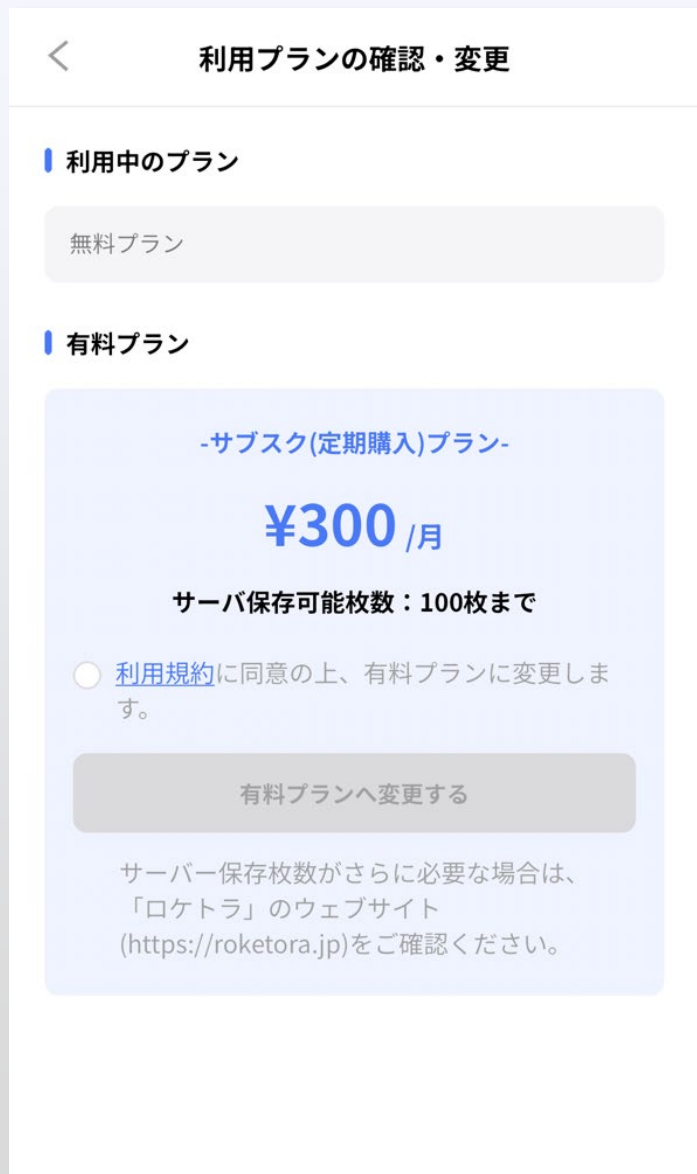 利用プランの確認・変更
利用中のプラン
無料プラン
有料プラン
-サブスク(定期購入)プラン-
¥300 /月
サーバ保存可能枚数：100枚まで
利用規約に同意の上、有料プランに変更しま
す。
有料プランへ変更する
サーバー保存枚数がさらに必要な場合は、
「ロケトラ」のウェブサイト
(https://roketora.jp)をご確認ください。